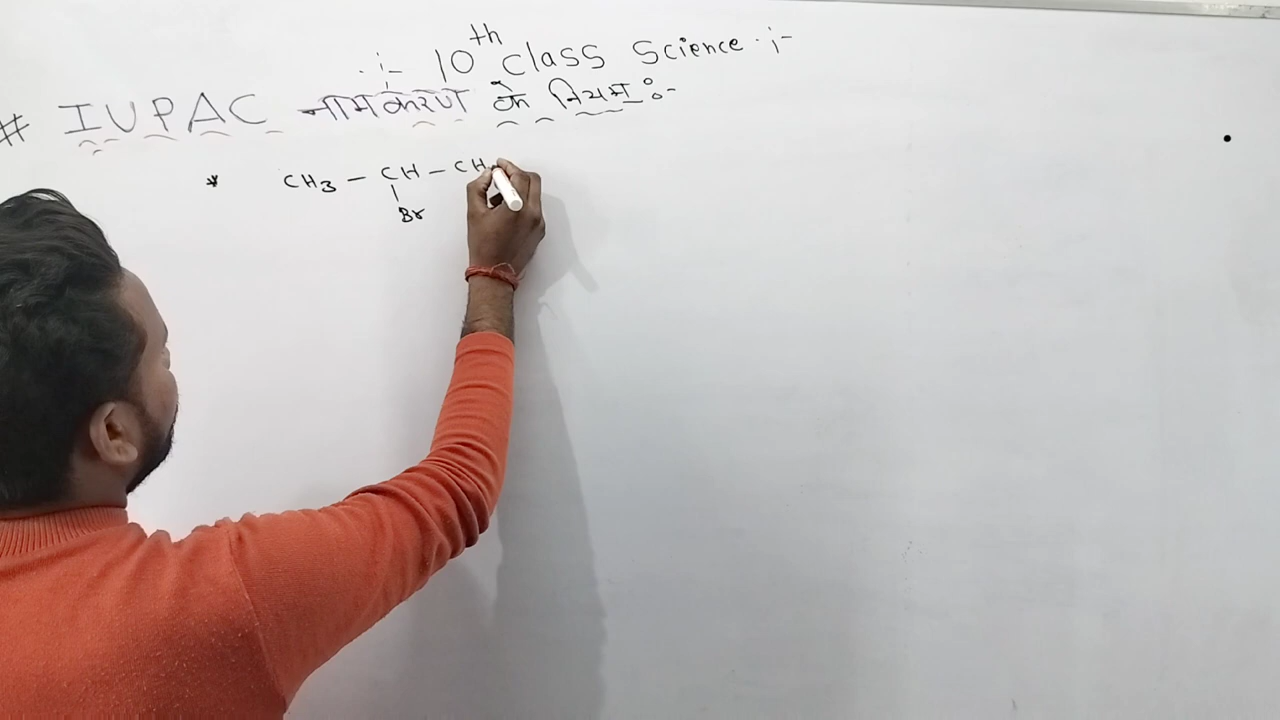 :- 10th class Science :-
# IUPAC नामकरण के नियम :-
* CH3 - CH - CH
Br